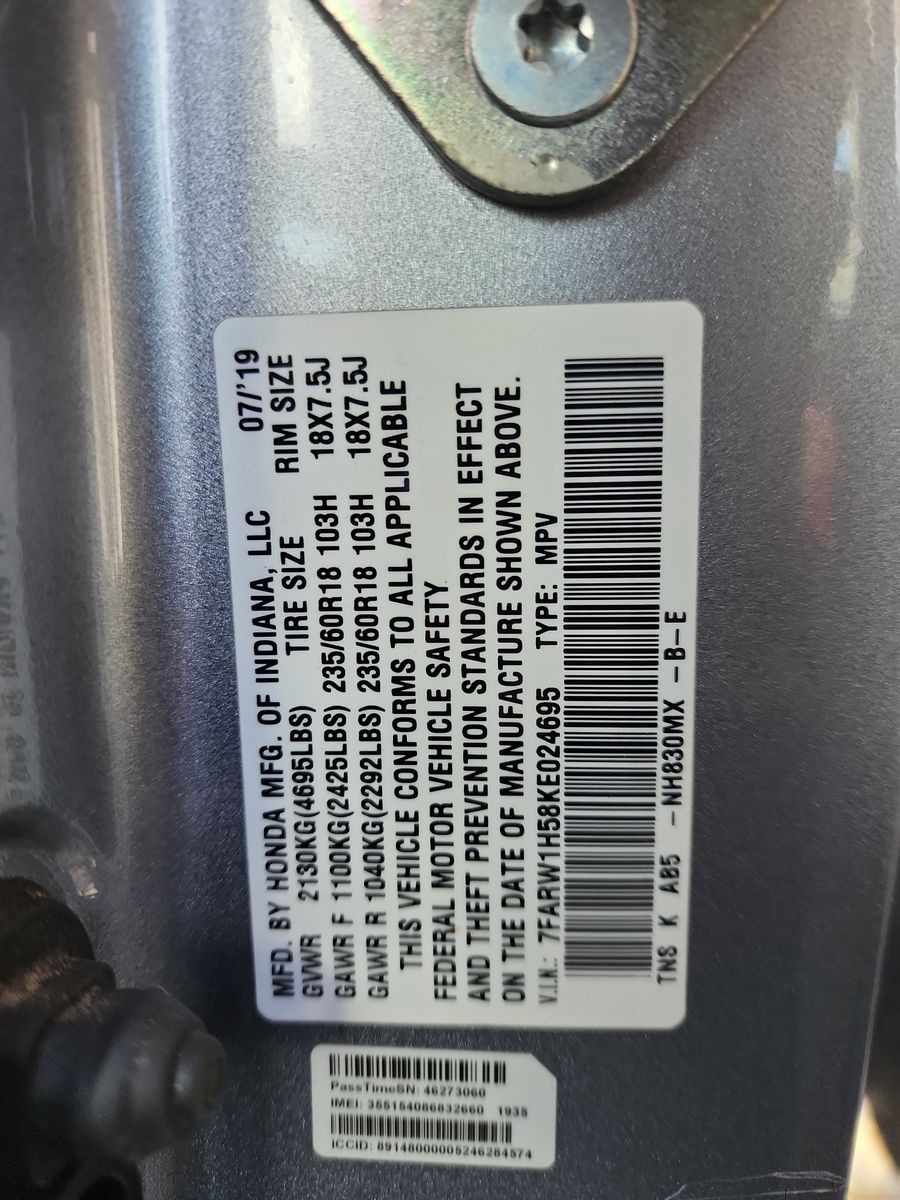 MFD. BY HONDA MFG. OF INDIANA, LLC 07/'19
GVWR 2130KG(4695LBS) TIRE SIZE RIM SIZE
GAWR F 1100KG(2425LBS) 235/60R18 103H 18X7.5J
GAWR R 1040KG(2292LBS) 235/60R18 103H 18X7.5J
THIS VEHICLE CONFORMS TO ALL APPLICABLE
FEDERAL MOTOR VEHICLE SAFETY
AND THEFT PREVENTION STANDARDS IN EFFECT
ON THE DATE OF MANUFACTURE SHOWN ABOVE.
V.I.N.: 7FARW1H58KE024695 TYPE: MPV
TNS K AB5 -NH830MX -B-E
PassTimeSN: 46273060
IMEI: 355154086832660 1935
ICCID: 89148000005246284574